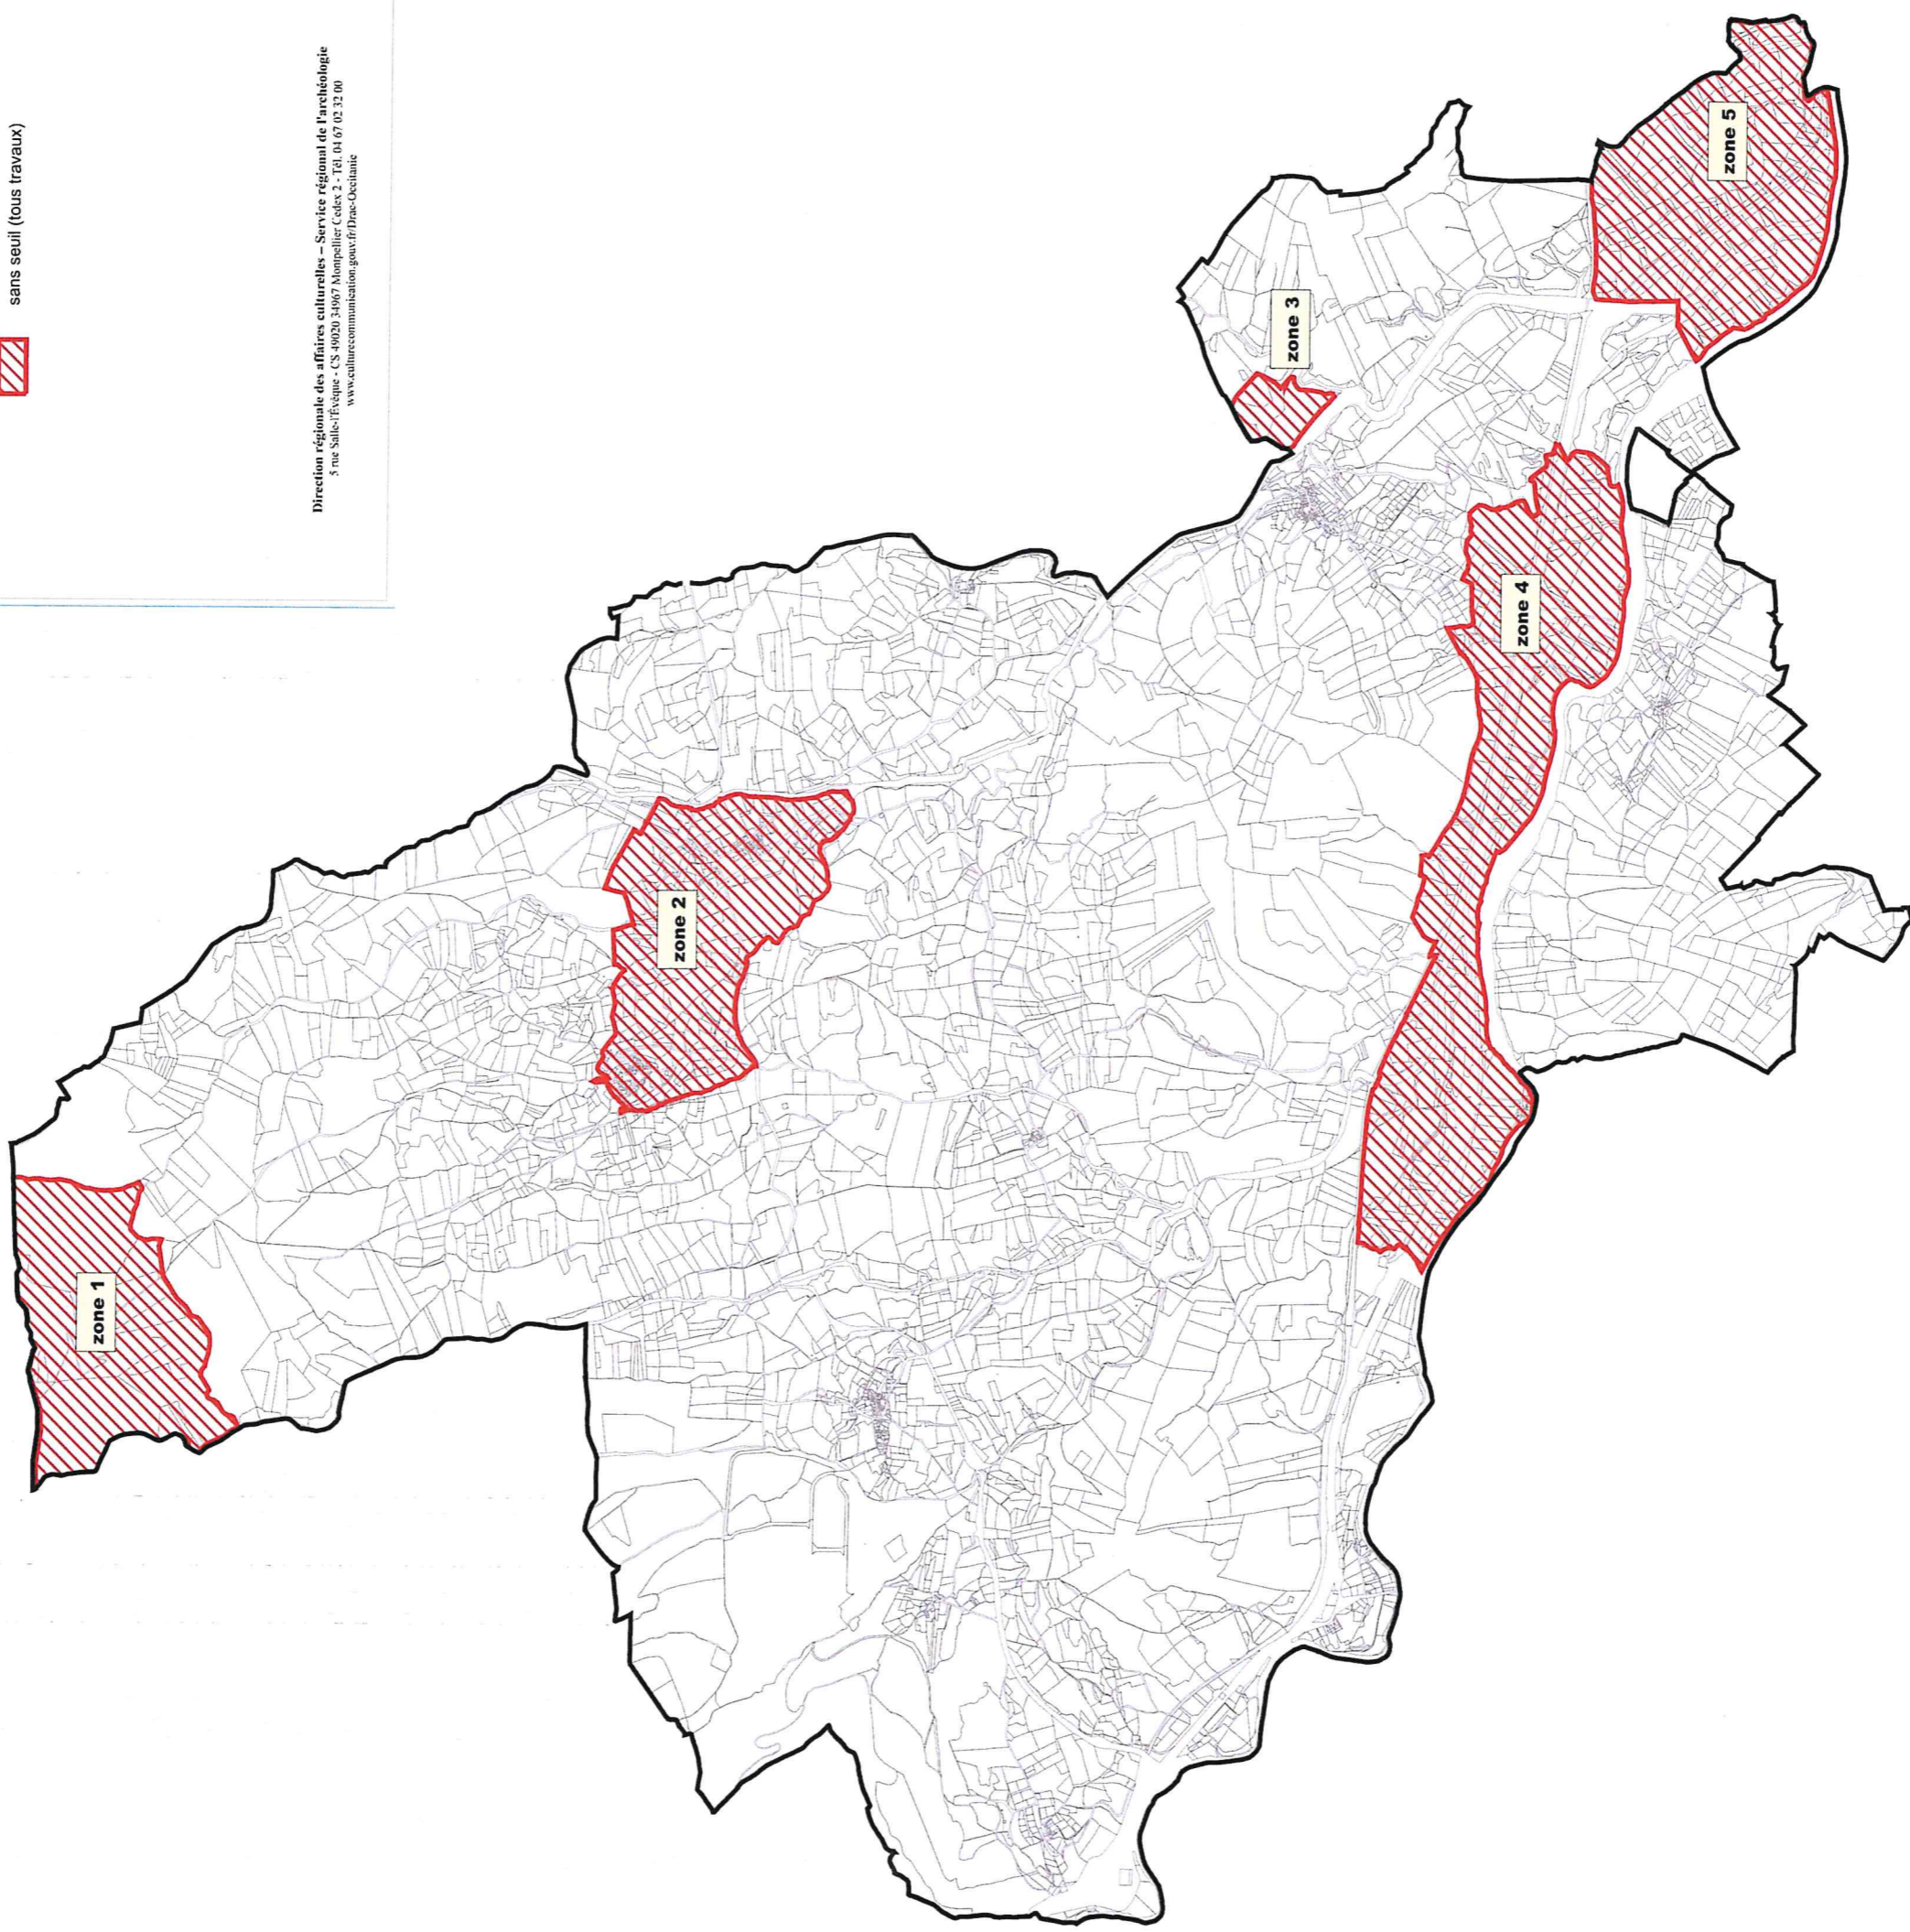 sans seuil (tous travaux)
Direction régionale des affaires culturelles – Service régional de l'archéologie
5 rue Salle-l'Évêque - CS 49020 34967 Montpellier Cedex 2 - Tél. 04 67 02 32 00
www.culturecommunication.gouv.fr/Drac-Occitanie
zone 1
zone 2
zone 3
zone 4
zone 5